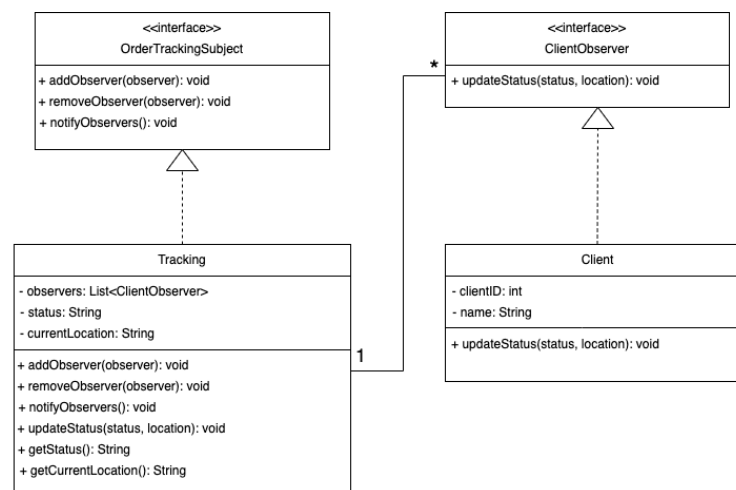 <<interface>>
OrderTrackingSubject
+ addObserver(observer): void
+ removeObserver(observer): void
+ notifyObservers(): void
<<interface>>
ClientObserver
+ updateStatus(status, location): void
*
Tracking
- observers: List<ClientObserver>
- status: String
- currentLocation: String
+ addObserver(observer): void
+ removeObserver(observer): void
+ notifyObservers(): void
+ updateStatus(status, location): void
+ getStatus(): String
+ getCurrentLocation(): String
1
Client
- clientID: int
- name: String
+ updateStatus(status, location): void